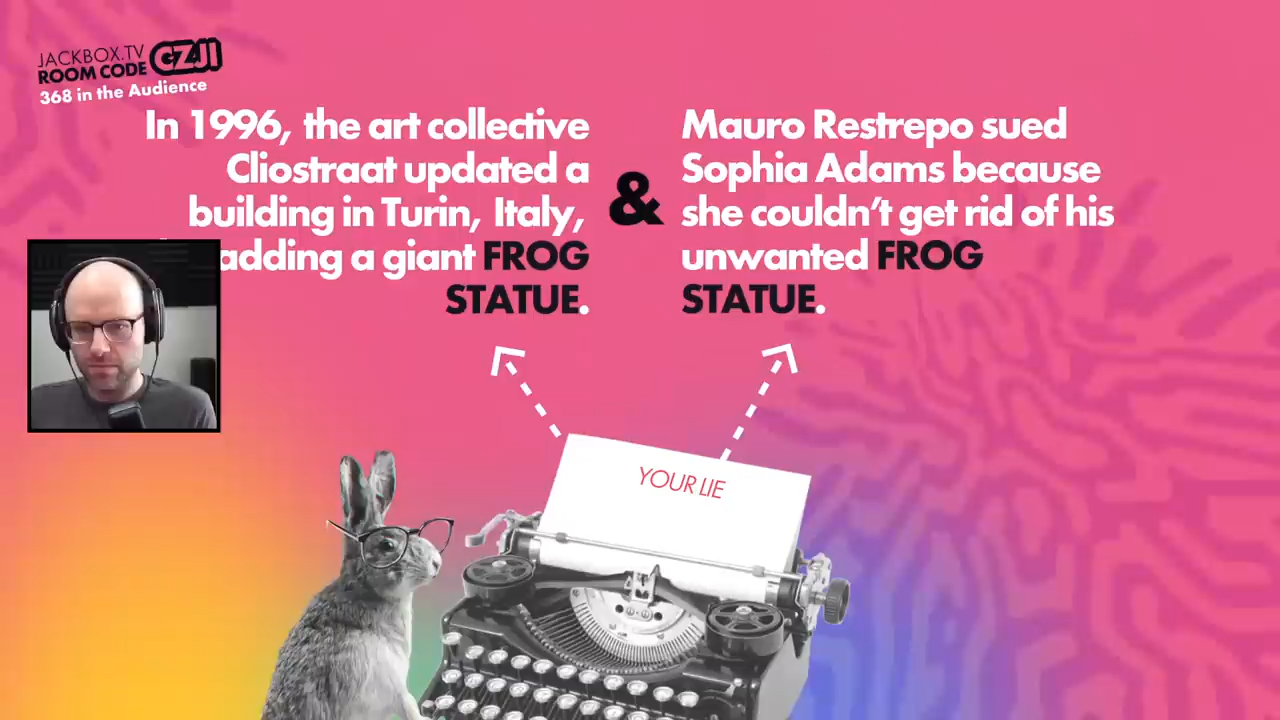 JACKBOX.TV
ROOM CODE GZJI
368 in the Audience
In 1996, the art collective
Cliostraat updated a
building in Turin, Italy,
adding a giant FROG
STATUE.
&
Mauro Restrepo sued
Sophia Adams because
she couldn't get rid of his
unwanted FROG
STATUE.
YOUR LIE